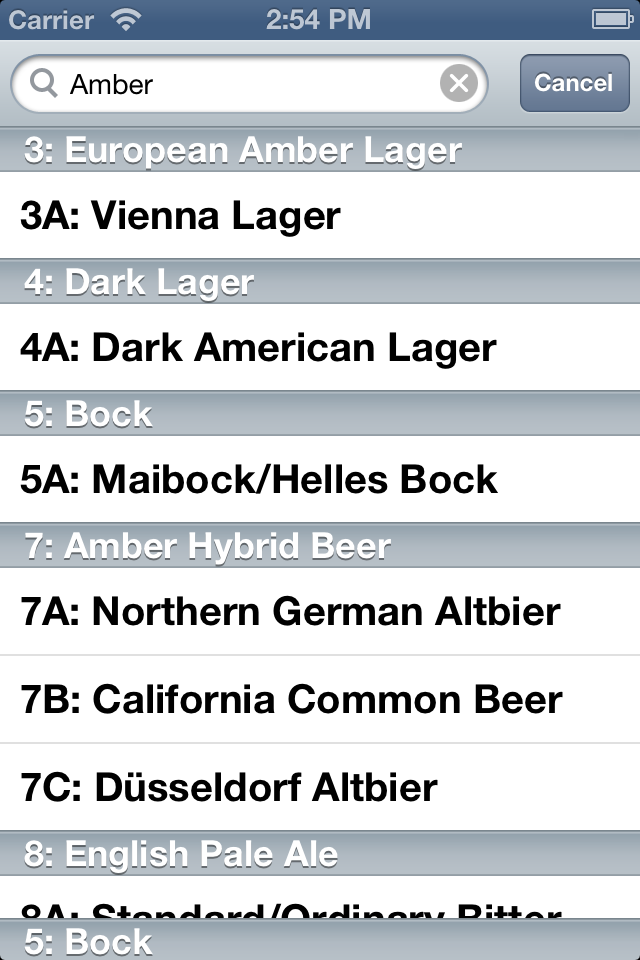 Carrier 2:54 PM
Amber Cancel
3: European Amber Lager
3A: Vienna Lager
4: Dark Lager
4A: Dark American Lager
5: Bock
5A: Maibock/Helles Bock
7: Amber Hybrid Beer
7A: Northern German Altbier
7B: California Common Beer
7C: Düsseldorf Altbier
8: English Pale Ale
8A: Standard/Ordinary Bitter
5: Bock